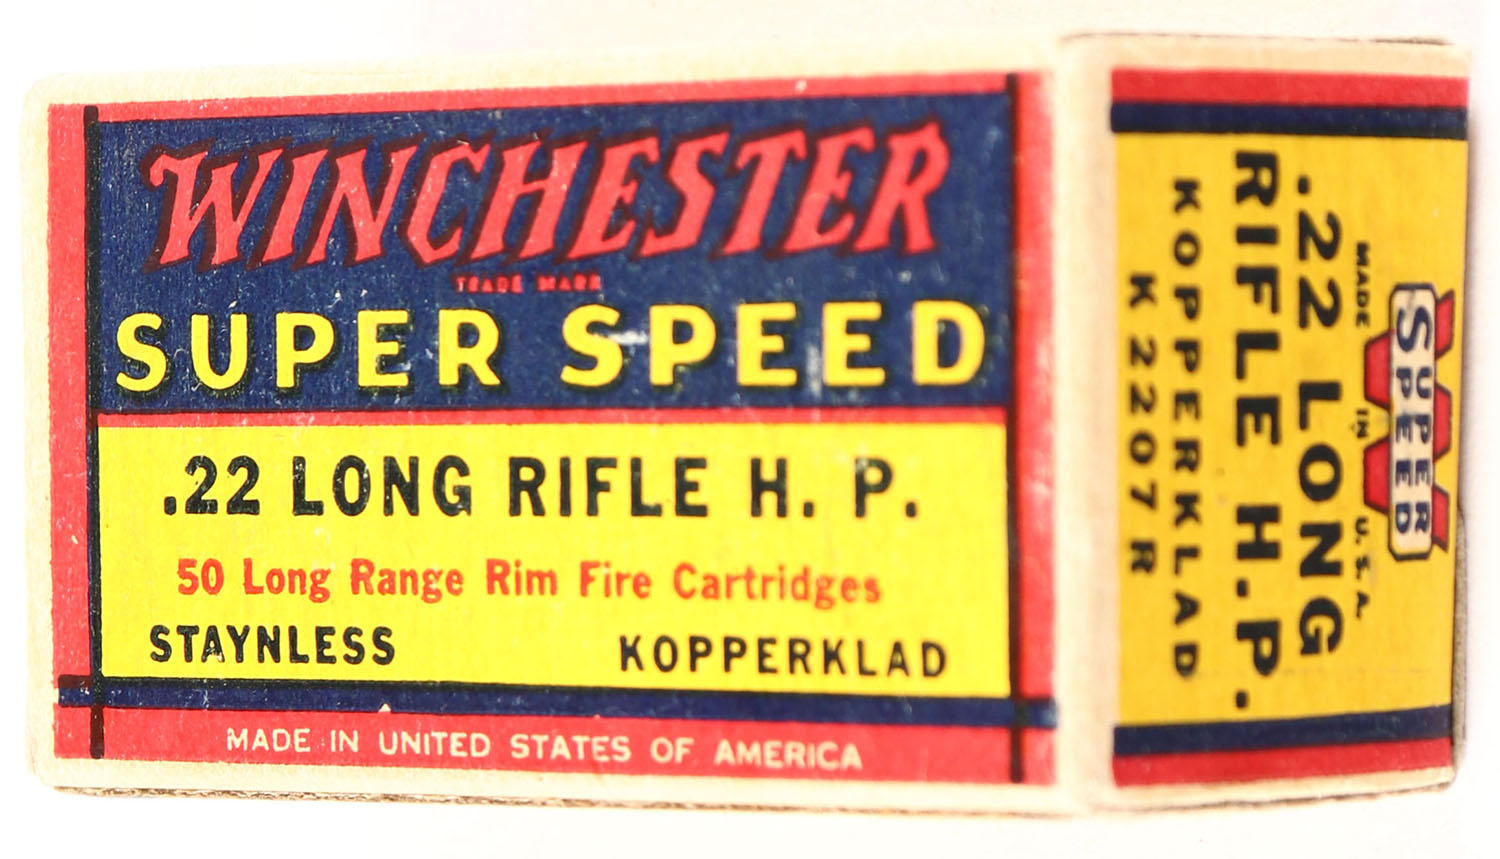 WINCHESTER
TRADE MARK
SUPER SPEED
.22 LONG RIFLE H. P.
50 Long Range Rim Fire Cartridges
STAYNLESS KOPPERKLAD
MADE IN UNITED STATES OF AMERICA
W
SUPER
SPEED
MADE IN U.S.A.
.22 LONG
RIFLE H.P.
KOPPERKLAD
K2207R